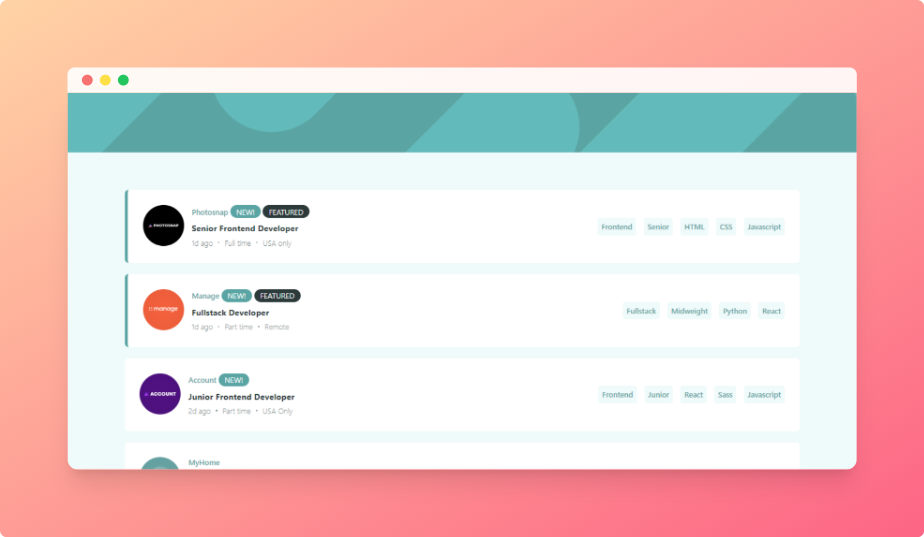 PHOTOSNAP
Photosnap NEW! FEATURED
Senior Frontend Developer
1d ago • Full time • USA only
Frontend Senior HTML CSS Javascript
manage
Manage NEW! FEATURED
Fullstack Developer
1d ago • Part time • Remote
Fullstack Midweight Python React
ACCOUNT
Account NEW!
Junior Frontend Developer
2d ago • Part time • USA Only
Frontend Junior React Sass Javascript
MyHome